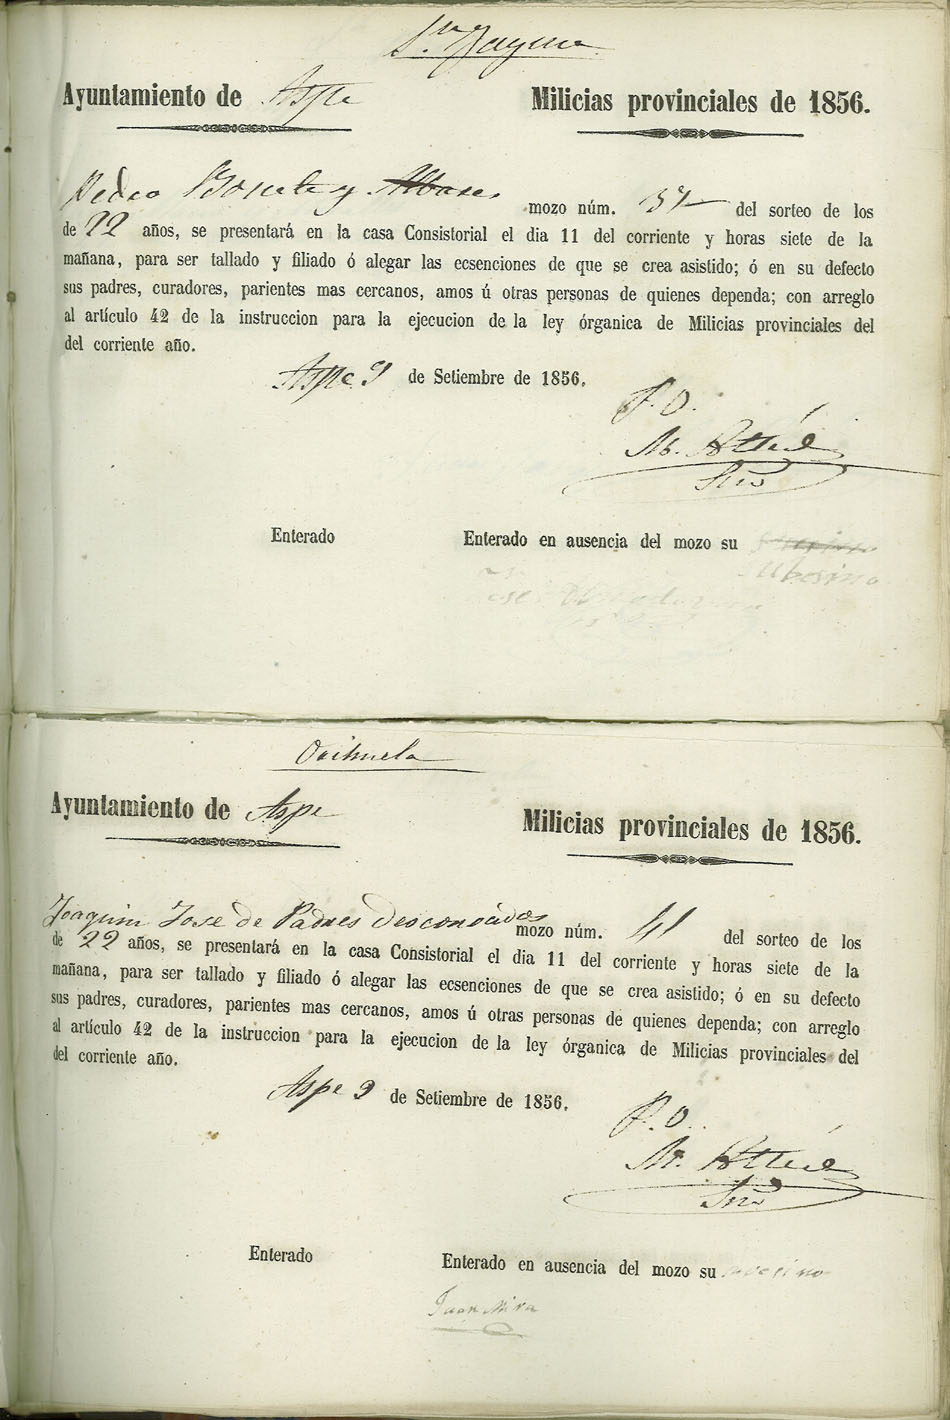 Sn. Jayme
Ayuntamiento de Aspe
Milicias provinciales de 1856.
Pedro Bonete y
mozo núm. 37 del sorteo de los
de 22 años, se presentará en la casa Consistorial el dia 11 del corriente y horas siete de la
mañana, para ser tallado y filiado ó alegar las ecsenciones de que se crea asistido; ó en su defecto
sus padres, curadores, parientes mas cercanos, amos ú otras personas de quienes dependa; con arreglo
al artículo 42 de la instruccion para la ejecucion de la ley órganica de Milicias provinciales del
del corriente año.
Aspe 9 de Setiembre de 1856.
P. O.
M.
Srio
Enterado
Enterado en ausencia del mozo su
Orihuela
Ayuntamiento de Aspe
Milicias provinciales de 1856.
Joaquin Jose de Padres desconocidos
mozo núm. 41 del sorteo de los
de 22 años, se presentará en la casa Consistorial el dia 11 del corriente y horas siete de la
mañana, para ser tallado y filiado ó alegar las ecsenciones de que se crea asistido; ó en su defecto
sus padres, curadores, parientes mas cercanos, amos ú otras personas de quienes dependa; con arreglo
al artículo 42 de la instruccion para la ejecucion de la ley órganica de Milicias provinciales del
del corriente año.
Aspe 9 de Setiembre de 1856.
P. O.
M.
Srio
Enterado
Enterado en ausencia del mozo su
Juan Mira